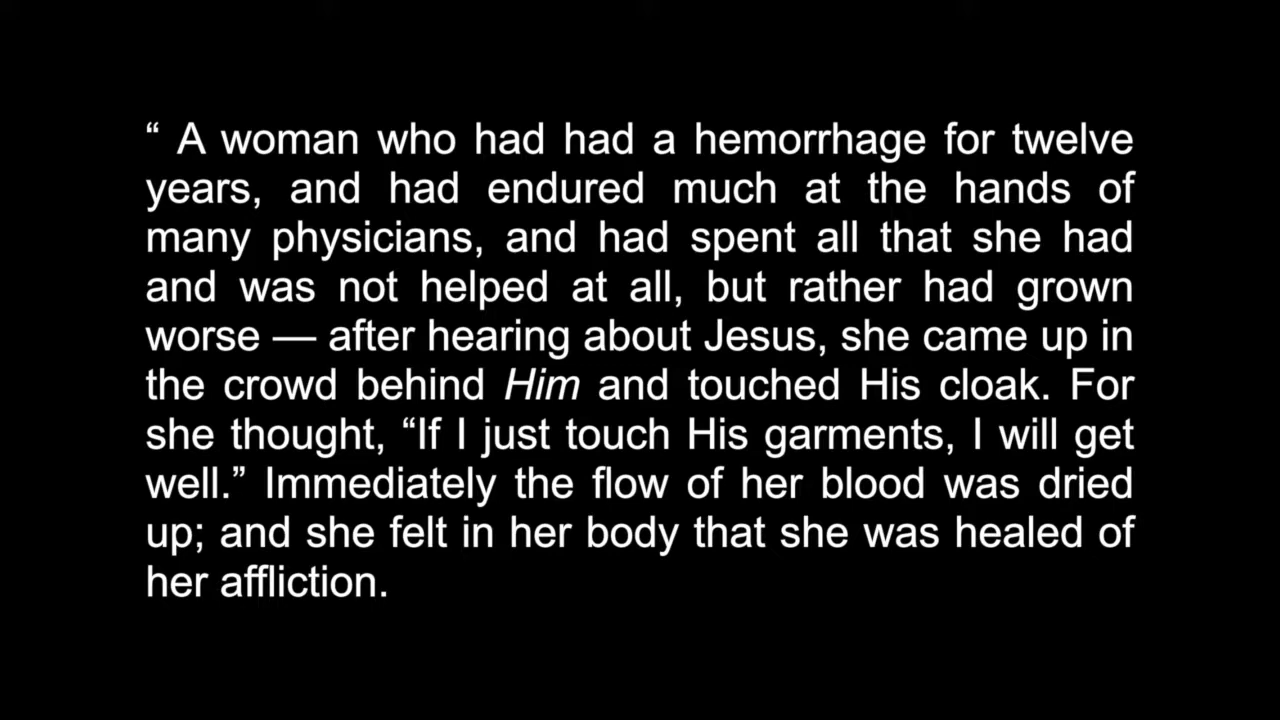 “ A woman who had had a hemorrhage for twelve
years, and had endured much at the hands of
many physicians, and had spent all that she had
and was not helped at all, but rather had grown
worse — after hearing about Jesus, she came up in
the crowd behind Him and touched His cloak. For
she thought, “If I just touch His garments, I will get
well.” Immediately the flow of her blood was dried
up; and she felt in her body that she was healed of
her affliction.